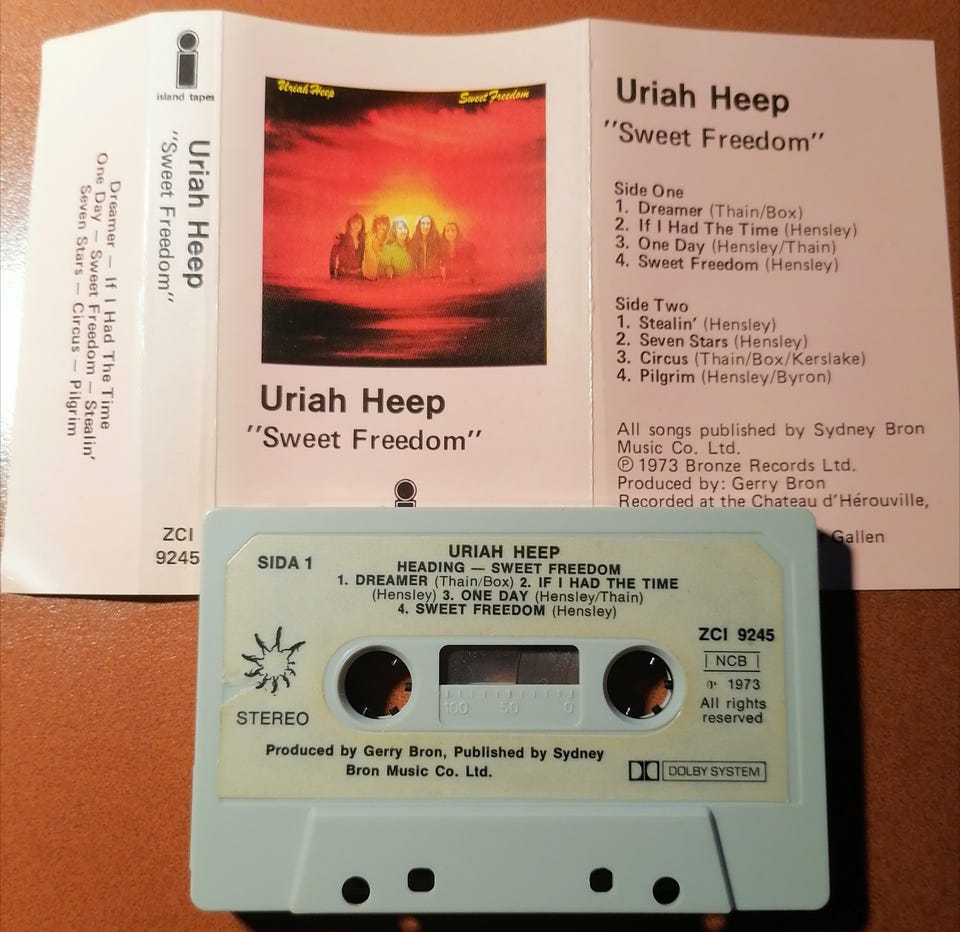 Dreamer – If I Had The Time
One Day – Sweet Freedom – Stealin'
Seven Stars – Circus – Pilgrim
island tapes
Uriah Heep
"Sweet Freedom"
ZCI
9245
Uriah Heep
Sweet Freedom
Uriah Heep
"Sweet Freedom"
Uriah Heep
"Sweet Freedom"
Side One
1. Dreamer (Thain/Box)
2. If I Had The Time (Hensley)
3. One Day (Hensley/Thain)
4. Sweet Freedom (Hensley)
Side Two
1. Stealin' (Hensley)
2. Seven Stars (Hensley)
3. Circus (Thain/Box/Kerslake)
4. Pilgrim (Hensley/Byron)
All songs published by Sydney Bron
Music Co. Ltd.
℗ 1973 Bronze Records Ltd.
Produced by: Gerry Bron
Recorded at the Chateau d'Hérouville,
Gallen
SIDA 1
URIAH HEEP
HEADING — SWEET FREEDOM
1. DREAMER (Thain/Box) 2. IF I HAD THE TIME
(Hensley) 3. ONE DAY (Hensley/Thain)
4. SWEET FREEDOM (Hensley)
ZCI 9245
NCB
℗ 1973
All rights
reserved
STEREO
100 50 0
Produced by Gerry Bron, Published by Sydney
Bron Music Co. Ltd.
DOLBY SYSTEM